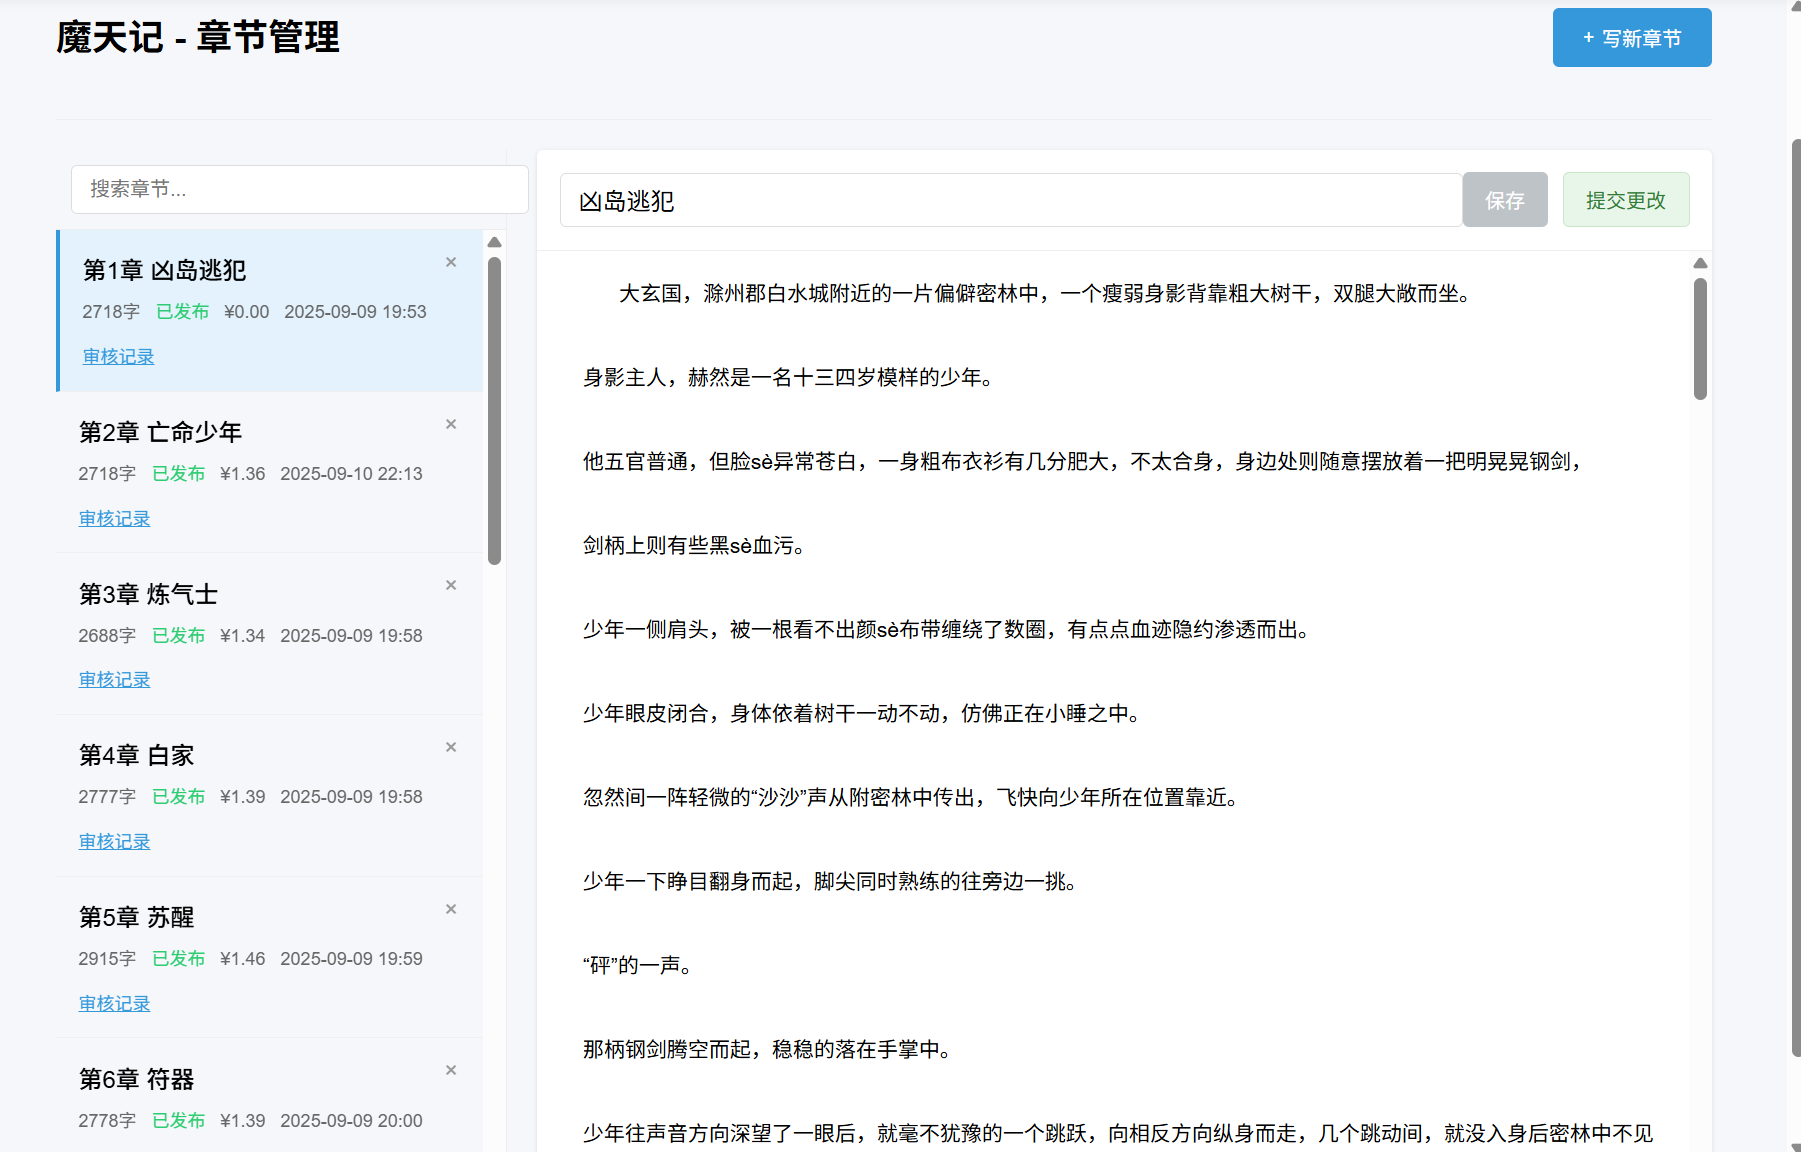 魔天记 - 章节管理
+ 写新章节
搜索章节...
第1章 凶岛逃犯
×
2718字 已发布 ¥0.00 2025-09-09 19:53
审核记录
第2章 亡命少年
×
2718字 已发布 ¥1.36 2025-09-10 22:13
审核记录
第3章 炼气士
×
2688字 已发布 ¥1.34 2025-09-09 19:58
审核记录
第4章 白家
×
2777字 已发布 ¥1.39 2025-09-09 19:58
审核记录
第5章 苏醒
×
2915字 已发布 ¥1.46 2025-09-09 19:59
审核记录
第6章 符器
×
2778字 已发布 ¥1.39 2025-09-09 20:00
凶岛逃犯
保存
提交更改
大玄国，滁州郡白水城附近的一片偏僻密林中，一个瘦弱身影背靠粗大树干，双腿大敞而坐。
身影主人，赫然是一名十三四岁模样的少年。
他五官普通，但脸sè异常苍白，一身粗布衣衫有几分肥大，不太合身，身边处则随意摆放着一把明晃晃钢剑，
剑柄上则有些黑sè血污。
少年一侧肩头，被一根看不出颜sè布带缠绕了数圈，有点点血迹隐约渗透而出。
少年眼皮闭合，身体依着树干一动不动，仿佛正在小睡之中。
忽然间一阵轻微的“沙沙”声从附密林中传出，飞快向少年所在位置靠近。
少年一下睁目翻身而起，脚尖同时熟练的往旁边一挑。
“砰”的一声。
那柄钢剑腾空而起，稳稳的落在手掌中。
少年往声音方向深望了一眼后，就毫不犹豫的一个跳跃，向相反方向纵身而走，几个跳动间，就没入身后密林中不见